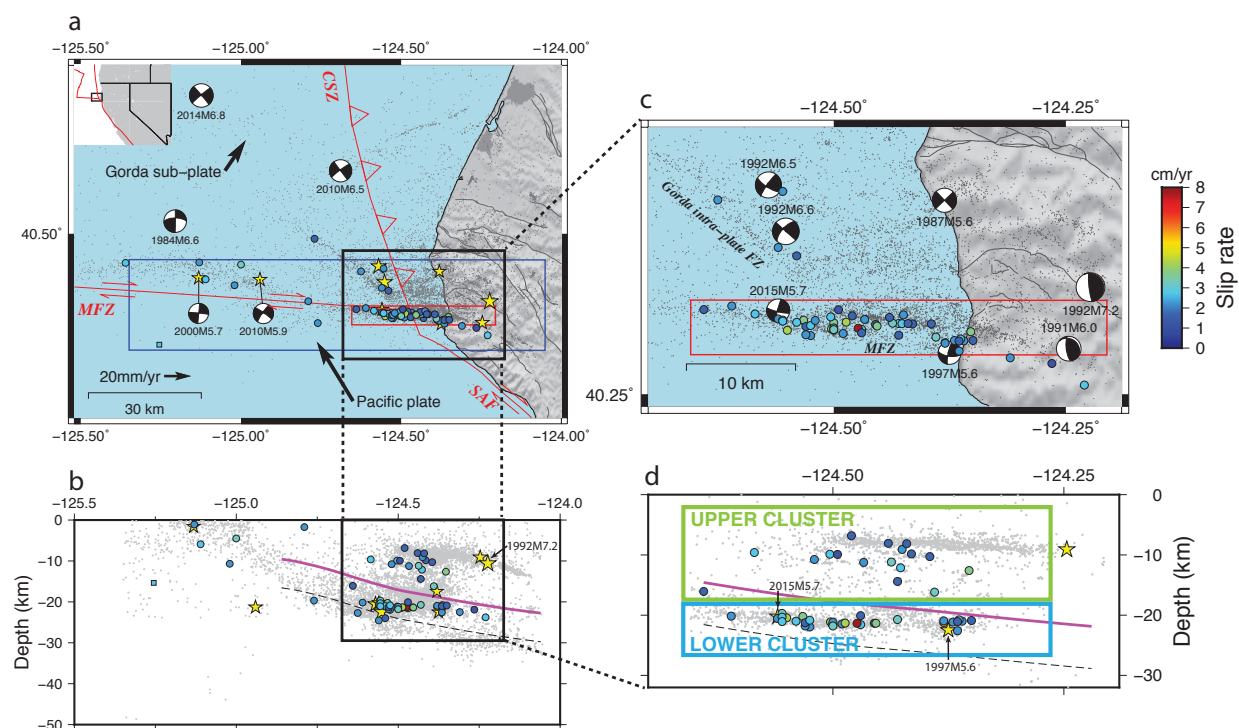 a
−125.50˚
−125.00˚
−124.50˚
−124.00˚
2014M6.8
Gorda sub−plate
CSZ
2010M6.5
1984M6.6
40.50˚
MFZ
2000M5.7
2010M5.9
20mm/yr
30 km
Pacific plate
SAF
−125.50˚
−125.00˚
−124.50˚
−124.00˚
c
−124.50˚
−124.25˚
1992M6.5
1992M6.6
1987M5.6
Gorda intra−plate FZ
2015M5.7
1992M7.2
1991M6.0
MFZ
1997M5.6
10 km
40.25˚
−124.50˚
−124.25˚
cm/yr
8
7
6
5
4
3
2
1
0
Slip rate
b
−125.5
−125.0
−124.5
−124.0
0
−10
−20
−30
−40
−50
Depth (km)
1992M7.2
d
−124.50
−124.25
UPPER CLUSTER
2015M5.7
LOWER CLUSTER
1997M5.6
0
−10
−20
−30
Depth (km)